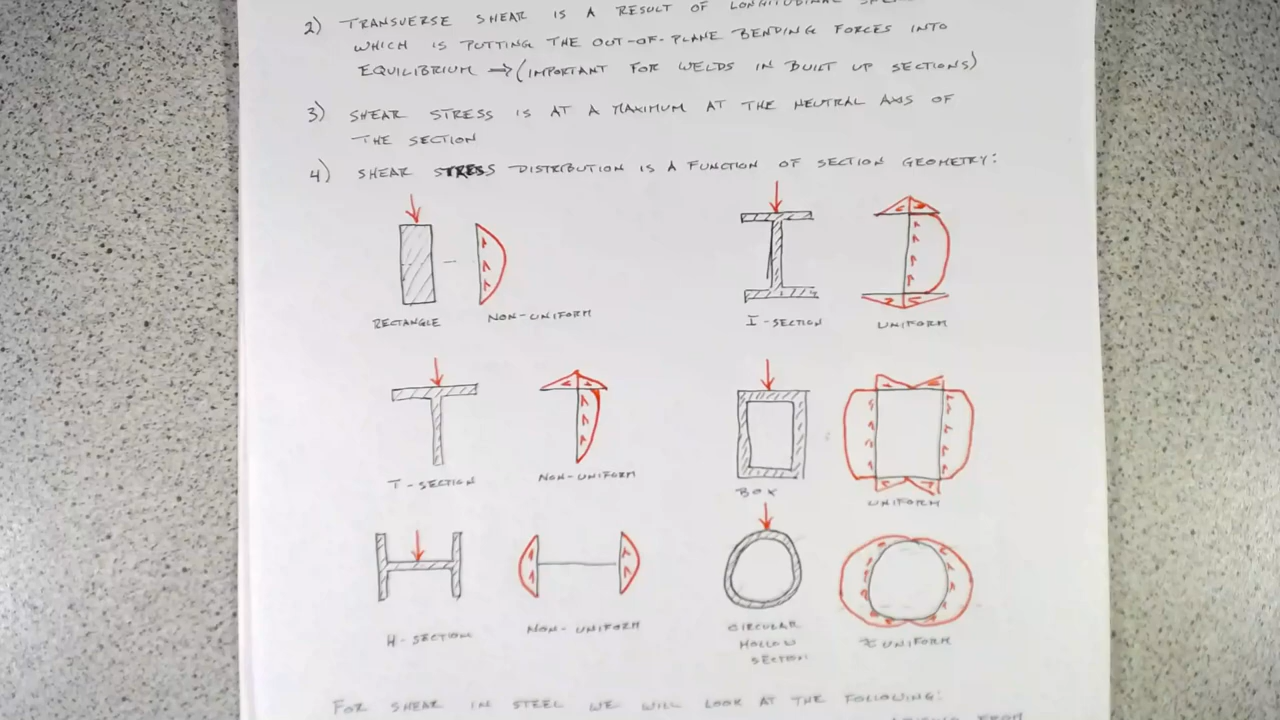 2) TRANSVERSE SHEAR IS A RESULT OF LONGITUDINAL
WHICH IS PUTTING THE OUT-OF-PLANE BENDING FORCES INTO
EQUILIBRIUM → (IMPORTANT FOR WELDS IN BUILT UP SECTIONS)
3) SHEAR STRESS IS AT A MAXIMUM AT THE NEUTRAL AXIS OF
THE SECTION
4) SHEAR STRESS DISTRIBUTION IS A FUNCTION OF SECTION GEOMETRY:
RECTANGLE
NON-UNIFORM
I-SECTION
UNIFORM
T-SECTION
NON-UNIFORM
BOX
UNIFORM
H-SECTION
NON-UNIFORM
CIRCULAR
HOLLOW
SECTION
≈ UNIFORM
FOR SHEAR IN STEEL WE WILL LOOK AT THE FOLLOWING:
FROM